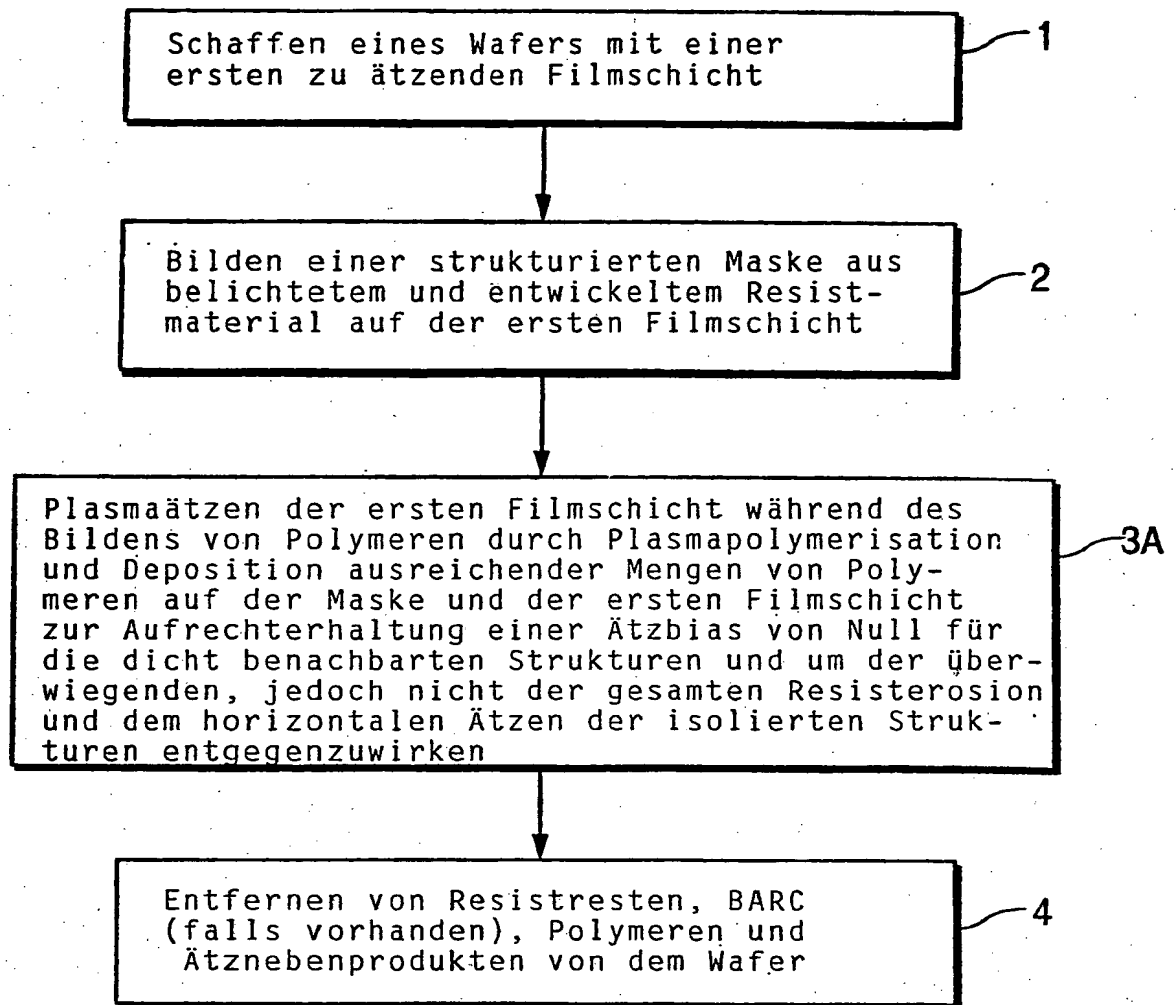 Schaffen eines Wafers mit einer
ersten zu ätzenden Filmschicht
1
Bilden einer strukturierten Maske aus
belichtetem und entwickeltem Resist-
material auf der ersten Filmschicht
2
Plasmaätzen der ersten Filmschicht während des
Bildens von Polymeren durch Plasmapolymerisation
und Deposition ausreichender Mengen von Poly-
meren auf der Maske und der ersten Filmschicht
zur Aufrechterhaltung einer Ätzbias von Null für
die dicht benachbarten Strukturen und um der über-
wiegenden, jedoch nicht der gesamten Resisterosion
und dem horizontalen Ätzen der isolierten Struk-
turen entgegenzuwirken
3A
Entfernen von Resistresten, BARC
(falls vorhanden), Polymeren und
Ätznebenprodukten von dem Wafer
4